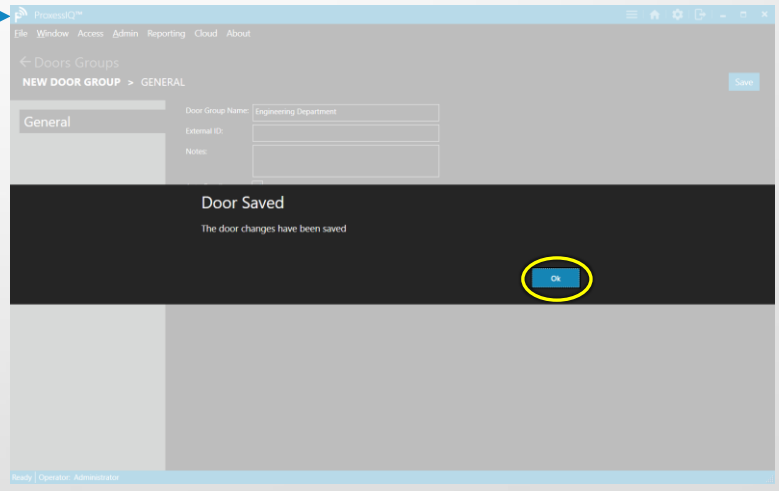 ProxessIQ™
File Window Access Admin Reporting Cloud About
Doors Groups
NEW DOOR GROUP > GENERAL
Save
General
Door Group Name: Engineering Department
External ID:
Notes:
Door Saved
The door changes have been saved
Ok
Ready | Operator: Administrator